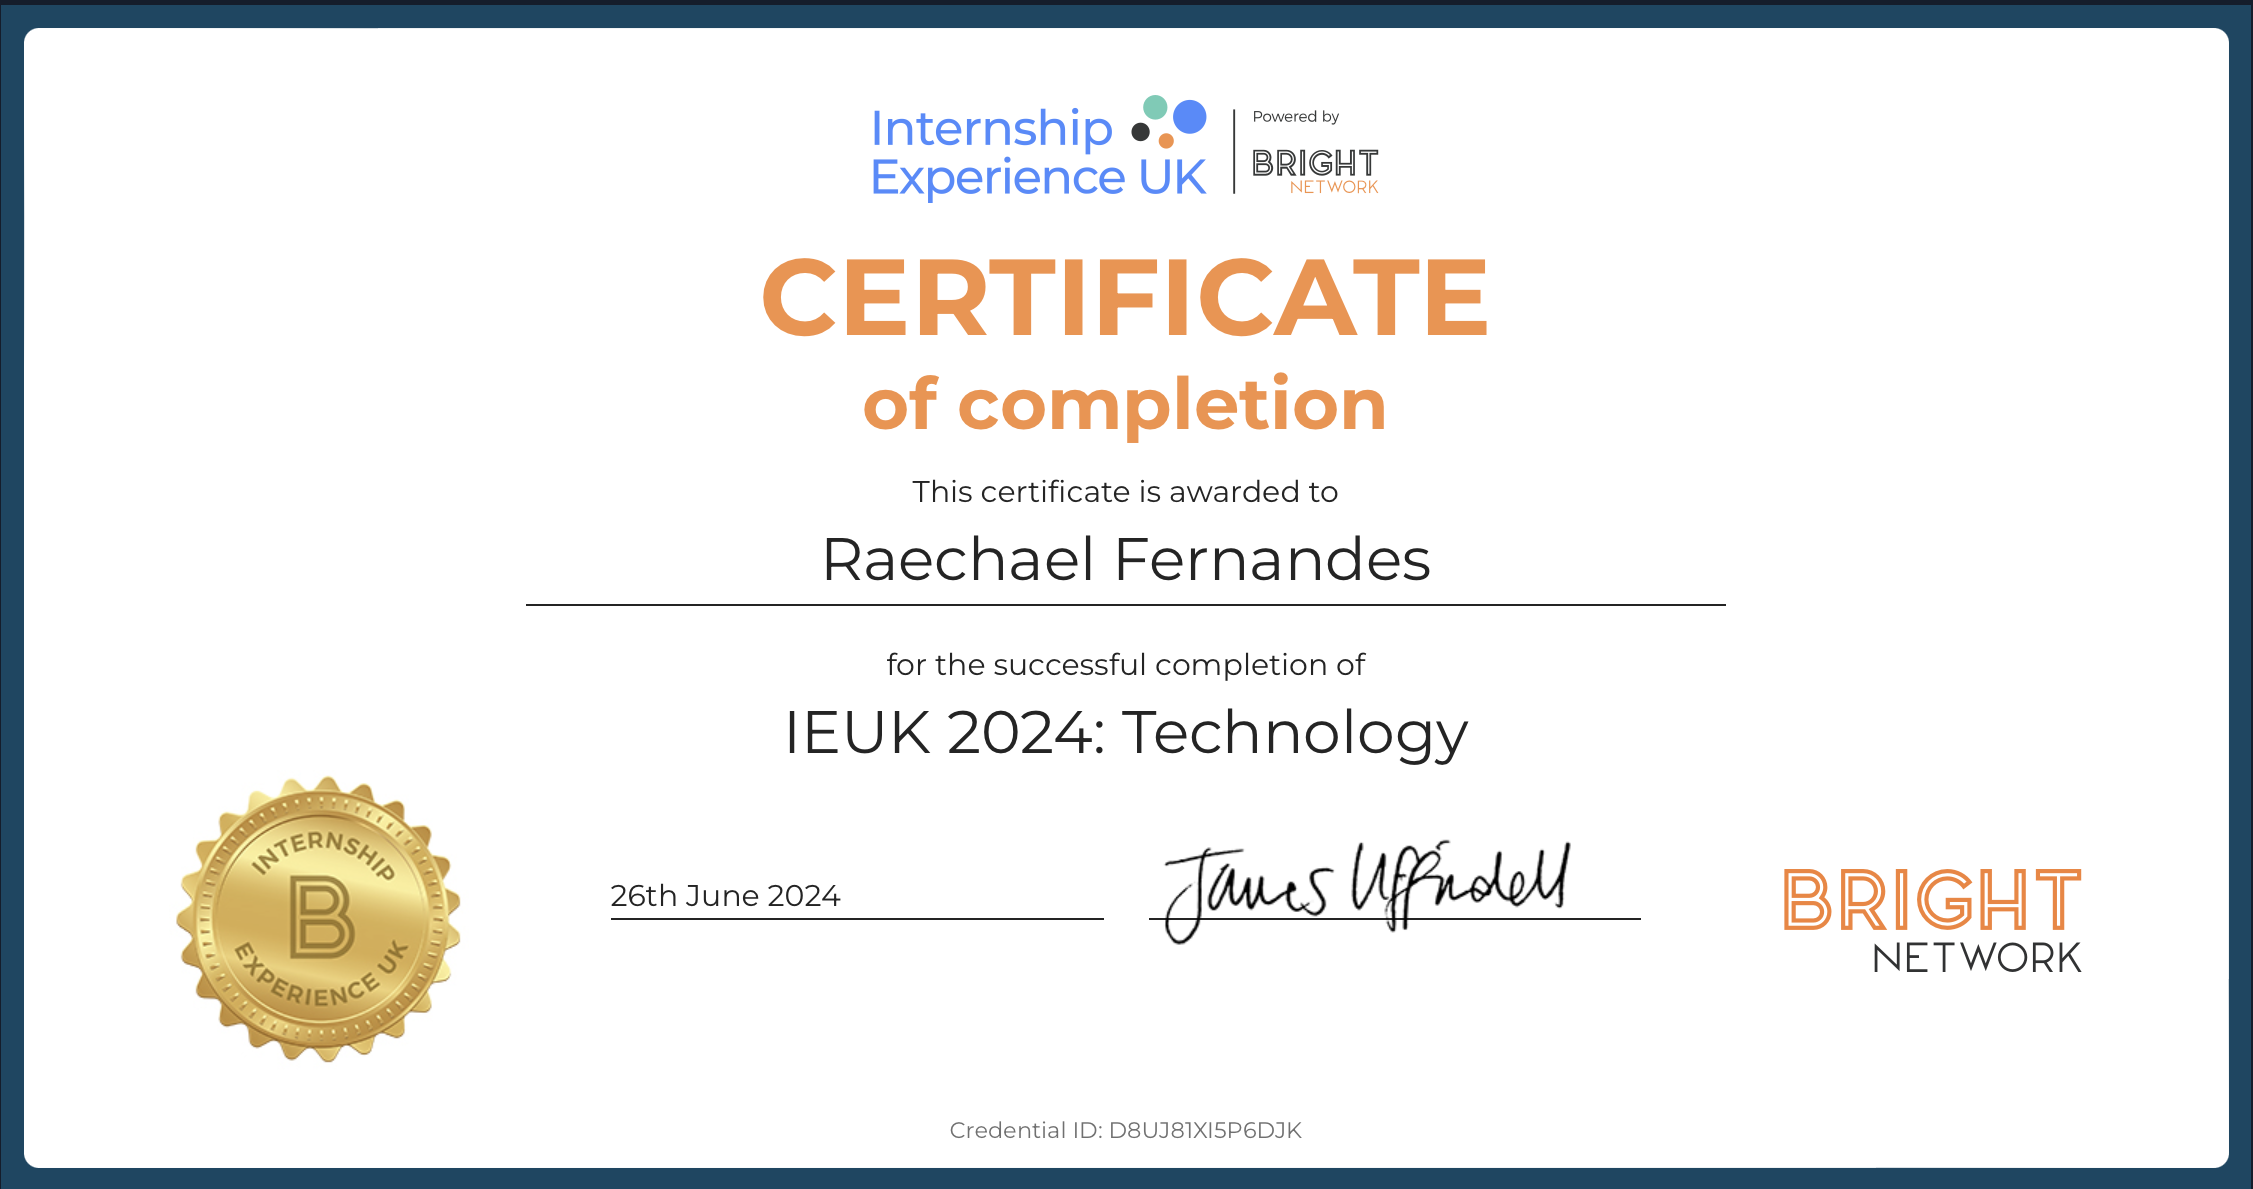 Internship
Experience UK
Powered by
BRIGHT
NETWORK
CERTIFICATE
of completion
This certificate is awarded to
Raechael Fernandes
for the successful completion of
IEUK 2024: Technology
INTERNSHIP
B
EXPERIENCE UK
26th June 2024
James Uffindell
BRIGHT
NETWORK
Credential ID: D8UJ81XI5P6DJK